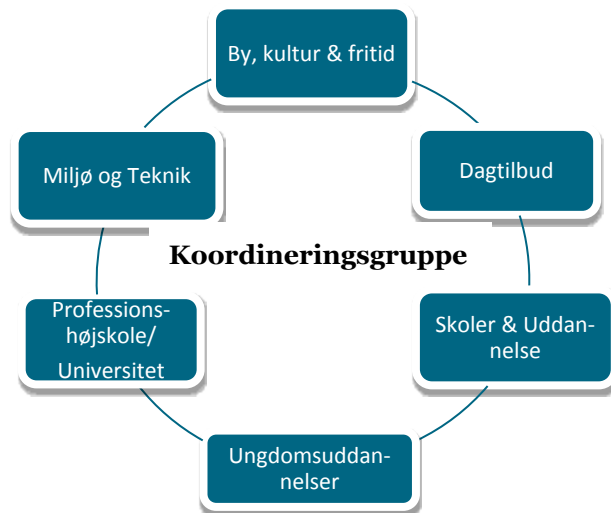 By, kultur & fritid
Miljø og Teknik
Dagtilbud
Koordineringsgruppe
Professions-
højskole/
Universitet
Skoler & Uddan-
nelse
Ungdomsuddan-
nelser